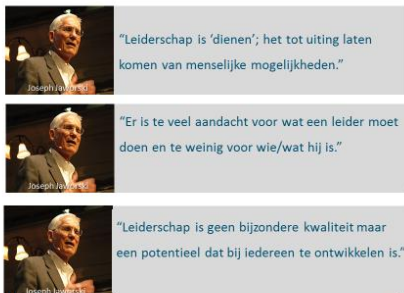 “Leiderschap is ‘dienen’; het tot uiting laten
komen van menselijke mogelijkheden.”
Joseph Jaworski
“Er is te veel aandacht voor wat een leider moet
doen en te weinig voor wie/wat hij is.”
Joseph Jaworski
“Leiderschap is geen bijzondere kwaliteit maar
een potentieel dat bij iedereen te ontwikkelen is.”
Joseph Jaworski